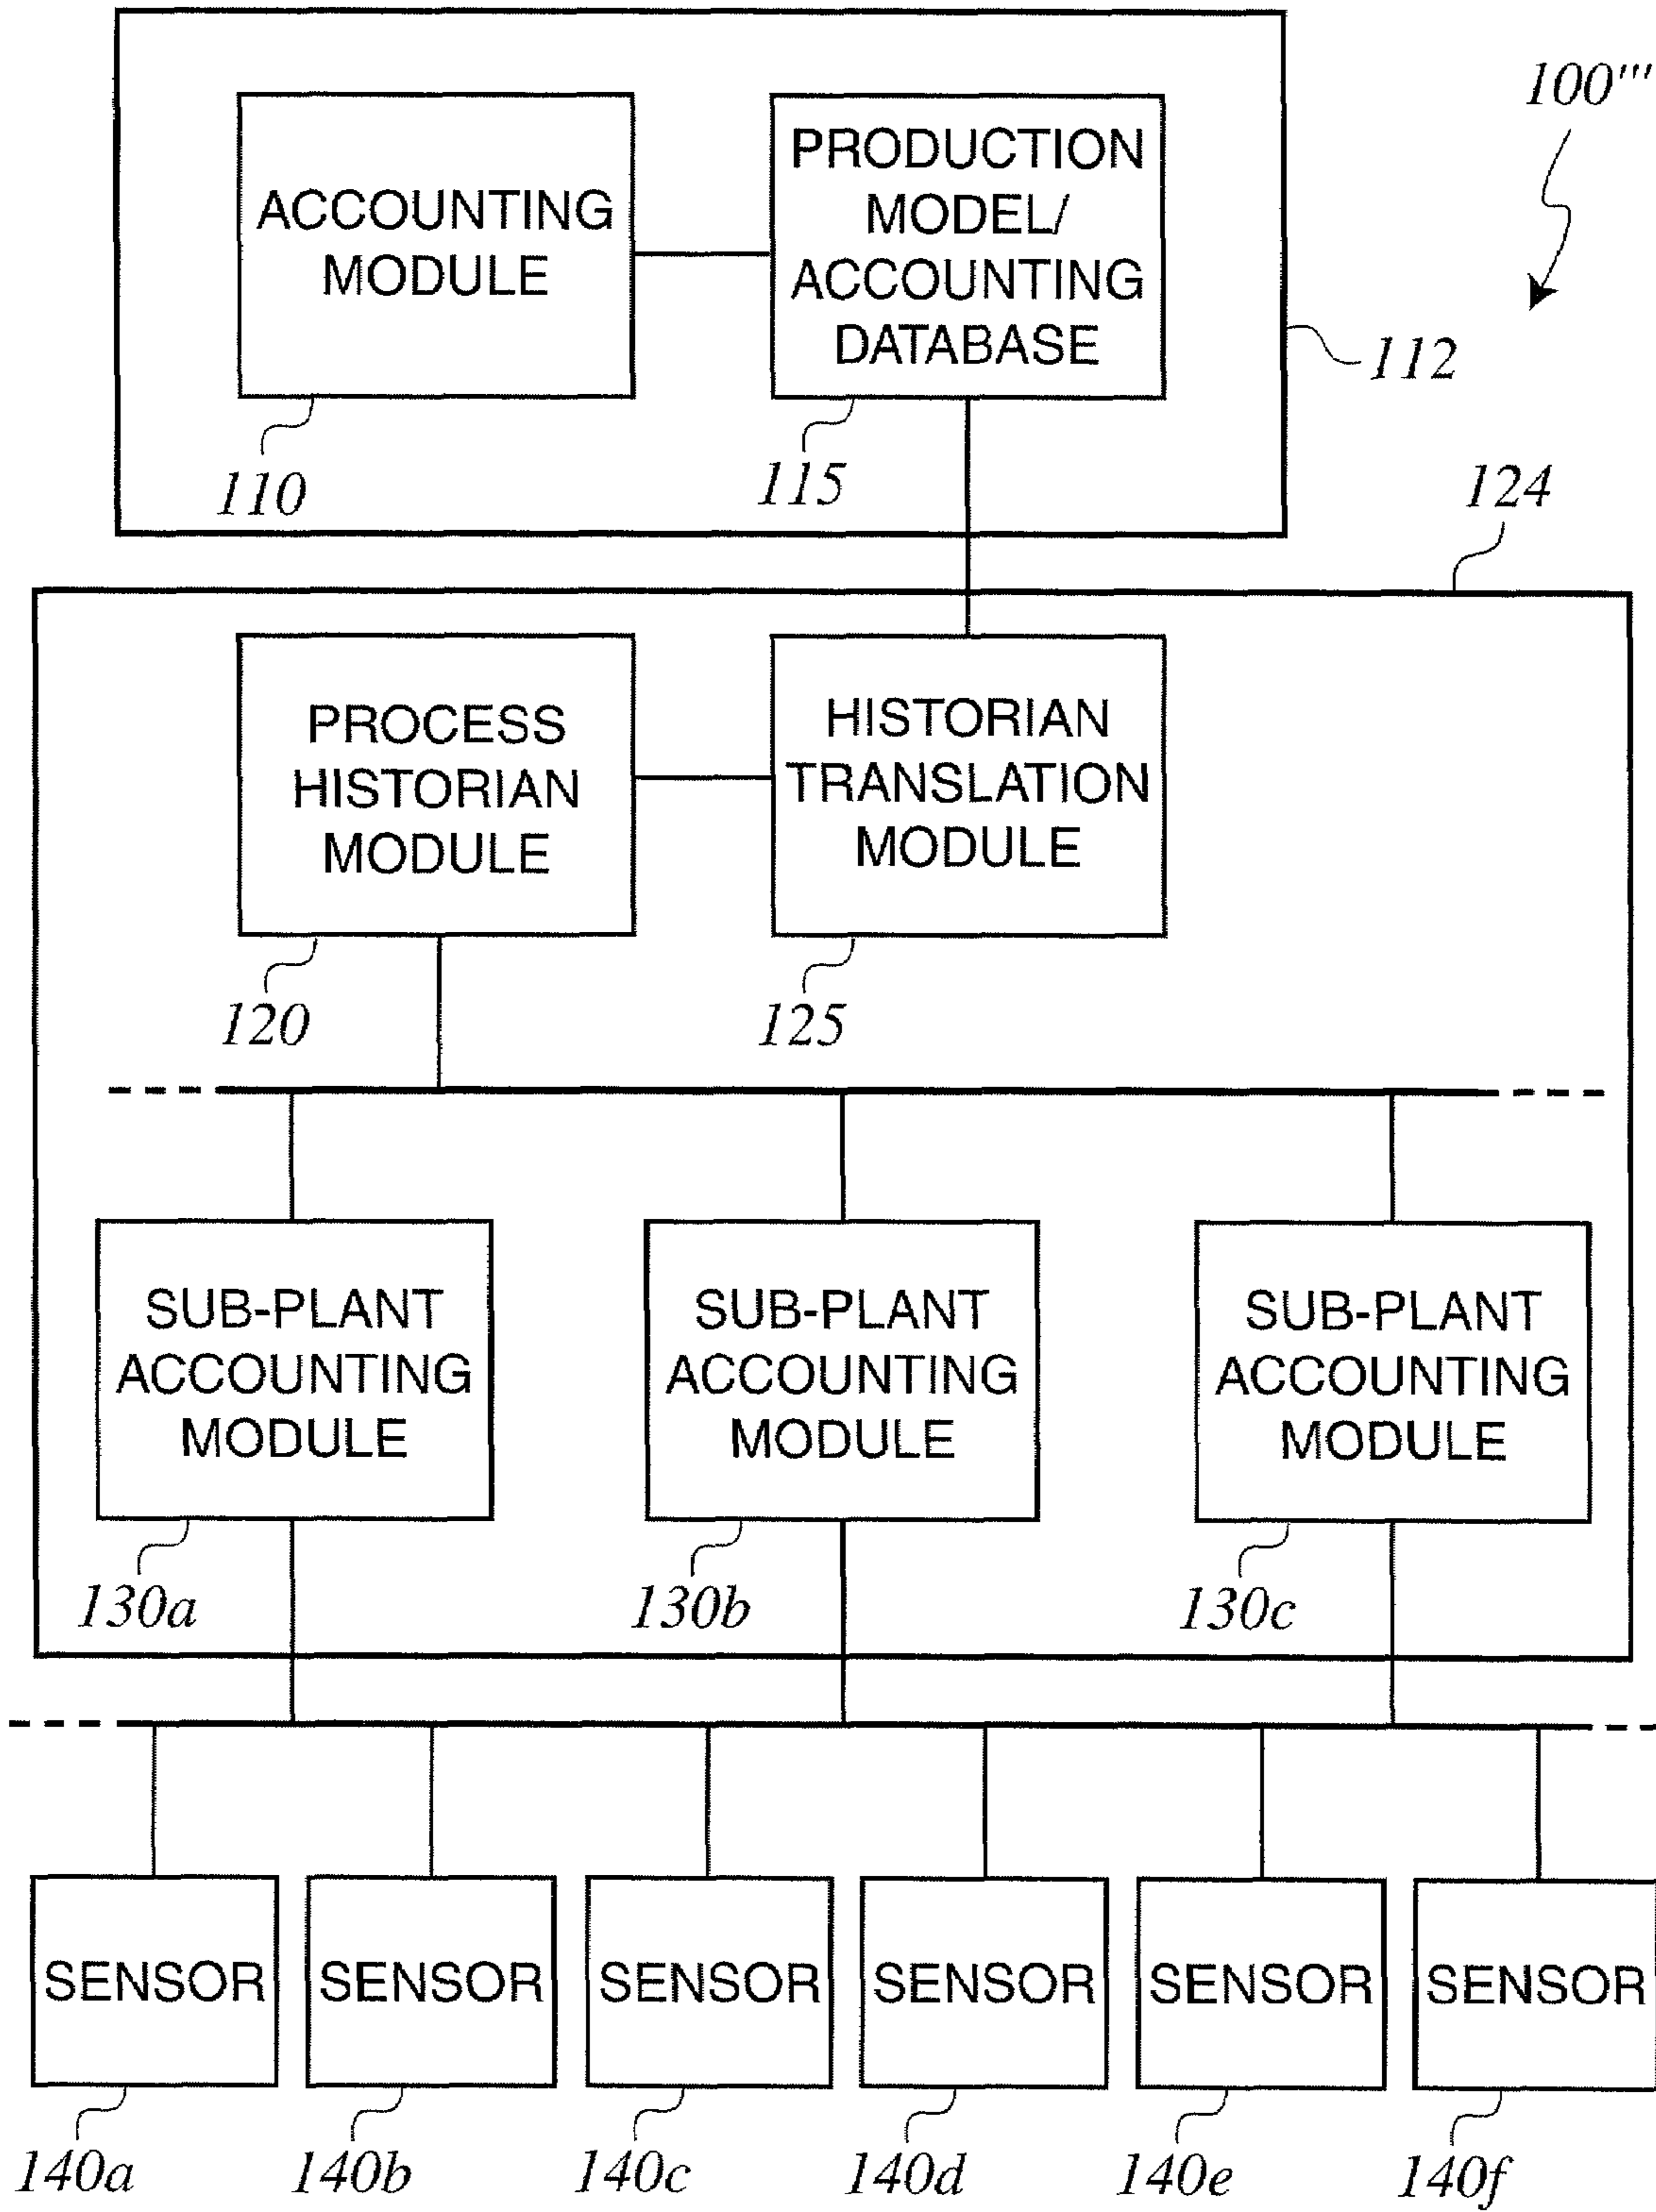 100'''
ACCOUNTING
MODULE
PRODUCTION
MODEL/
ACCOUNTING
DATABASE
112
110
115
124
PROCESS
HISTORIAN
MODULE
HISTORIAN
TRANSLATION
MODULE
120
125
SUB-PLANT
ACCOUNTING
MODULE
SUB-PLANT
ACCOUNTING
MODULE
SUB-PLANT
ACCOUNTING
MODULE
130a
130b
130c
SENSOR
SENSOR
SENSOR
SENSOR
SENSOR
SENSOR
140a
140b
140c
140d
140e
140f